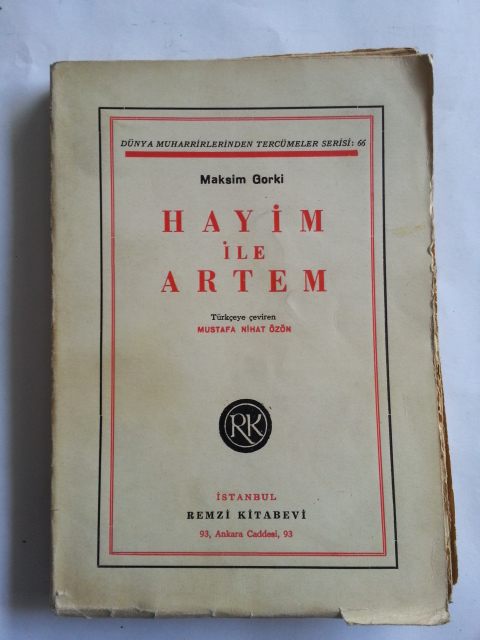 DÜNYA MUHARRİRLERİNDEN TERCÜMELER SERİSİ: 66
Maksim Gorki
HAYİM
İLE
ARTEM
Türkçeye çeviren
MUSTAFA NİHAT ÖZÖN
RK
İSTANBUL
REMZİ KİTABEVİ
93, Ankara Caddesi, 93